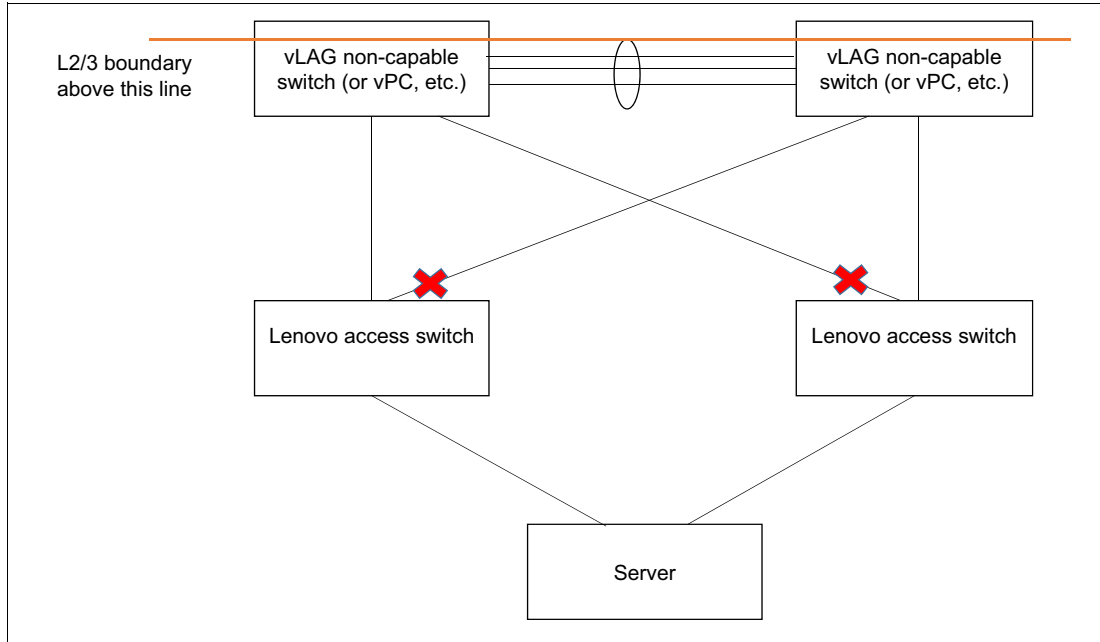 L2/3 boundary
above this line
vLAG non-capable
switch (or vPC, etc.)
vLAG non-capable
switch (or vPC, etc.)
Lenovo access switch
Lenovo access switch
Server